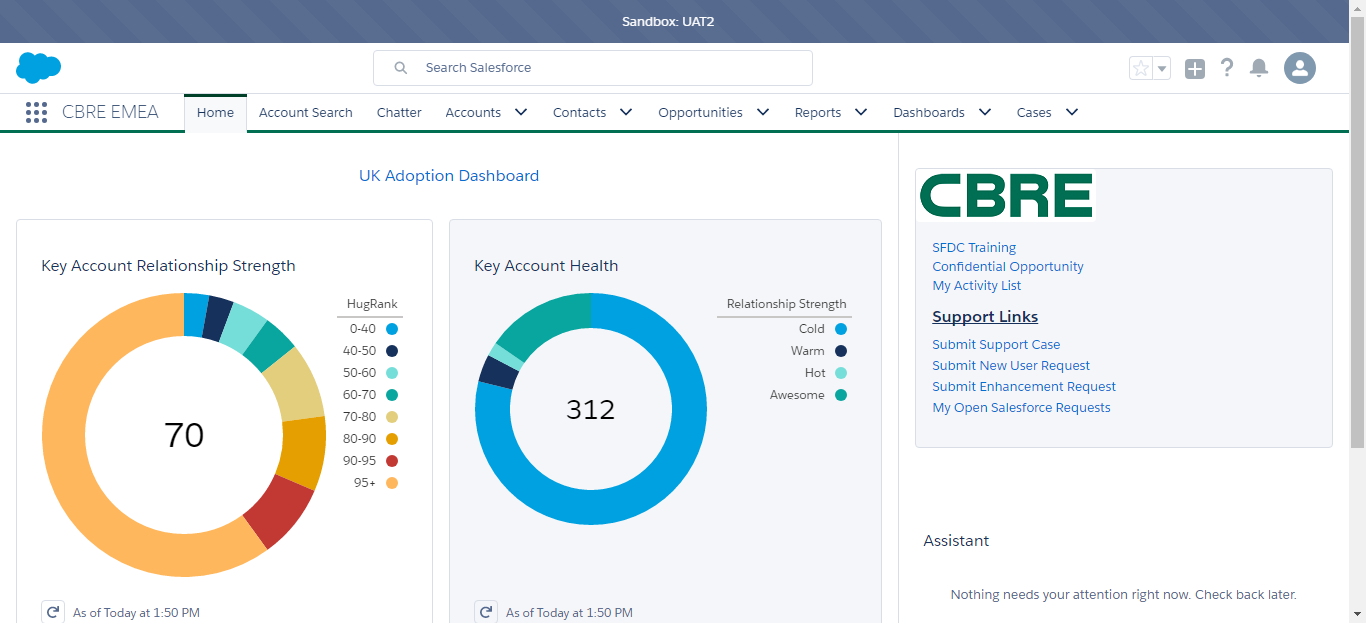 Sandbox: UAT2
Search Salesforce
CBRE EMEA
Home
Account Search
Chatter
Accounts
Contacts
Opportunities
Reports
Dashboards
Cases
UK Adoption Dashboard
Key Account Relationship Strength
HugRank
0-40
40-50
50-60
60-70
70-80
80-90
90-95
95+
70
As of Today at 1:50 PM
Key Account Health
Relationship Strength
Cold
Warm
Hot
Awesome
312
As of Today at 1:50 PM
CBRE
SFDC Training
Confidential Opportunity
My Activity List
Support Links
Submit Support Case
Submit New User Request
Submit Enhancement Request
My Open Salesforce Requests
Assistant
Nothing needs your attention right now. Check back later.